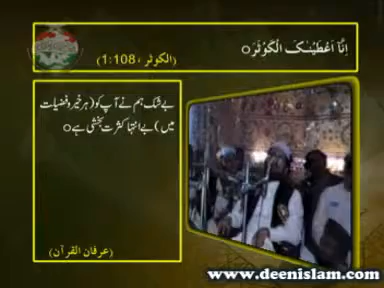 اِنَّاۤ اَعْطَیْنٰکَ الْکَوْثَرَ ○
(الکوثر ، 1:108)
بے شک ہم نے آپ کو (ہر خیر و فضیلت
میں) بے انتہا کثرت بخشی ہے ○
(عرفان القرآن)
www.deenislam.com